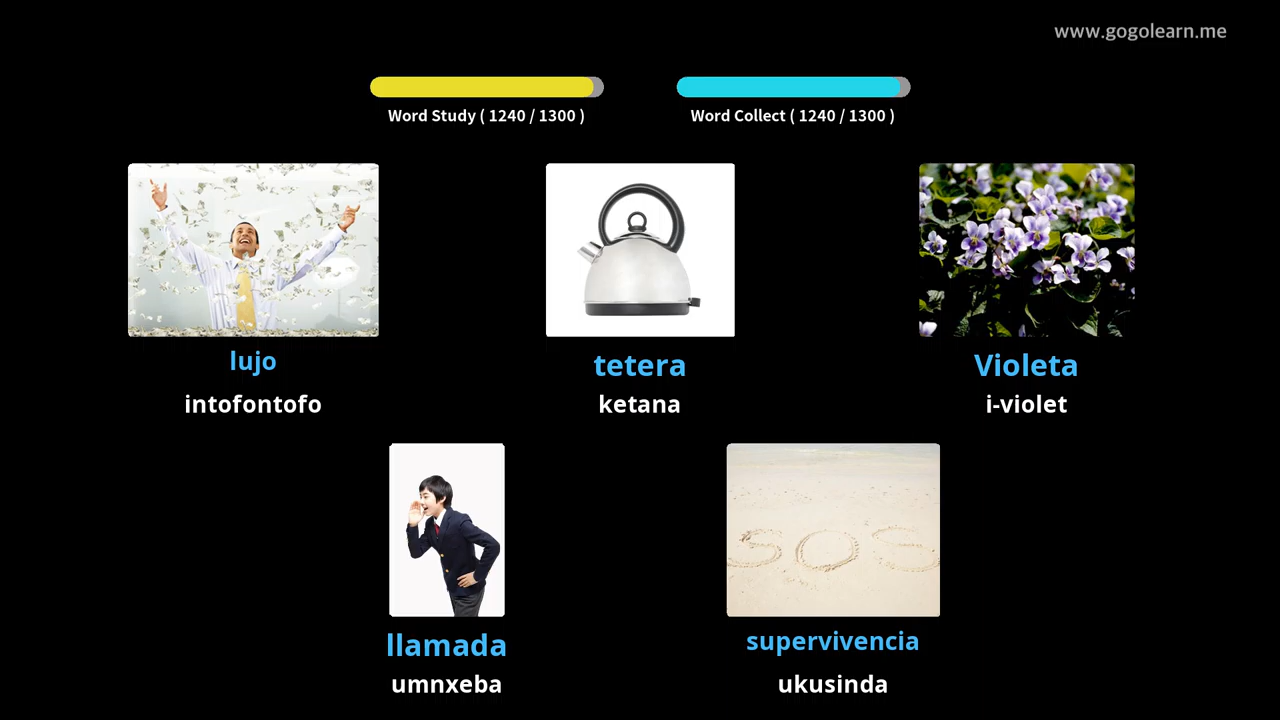 www.gogolearn.me
Word Study ( 1240 / 1300 )
Word Collect ( 1240 / 1300 )
lujo
tetera
Violeta
intofontofo
ketana
i-violet
SOS
llamada
supervivencia
umnxeba
ukusinda